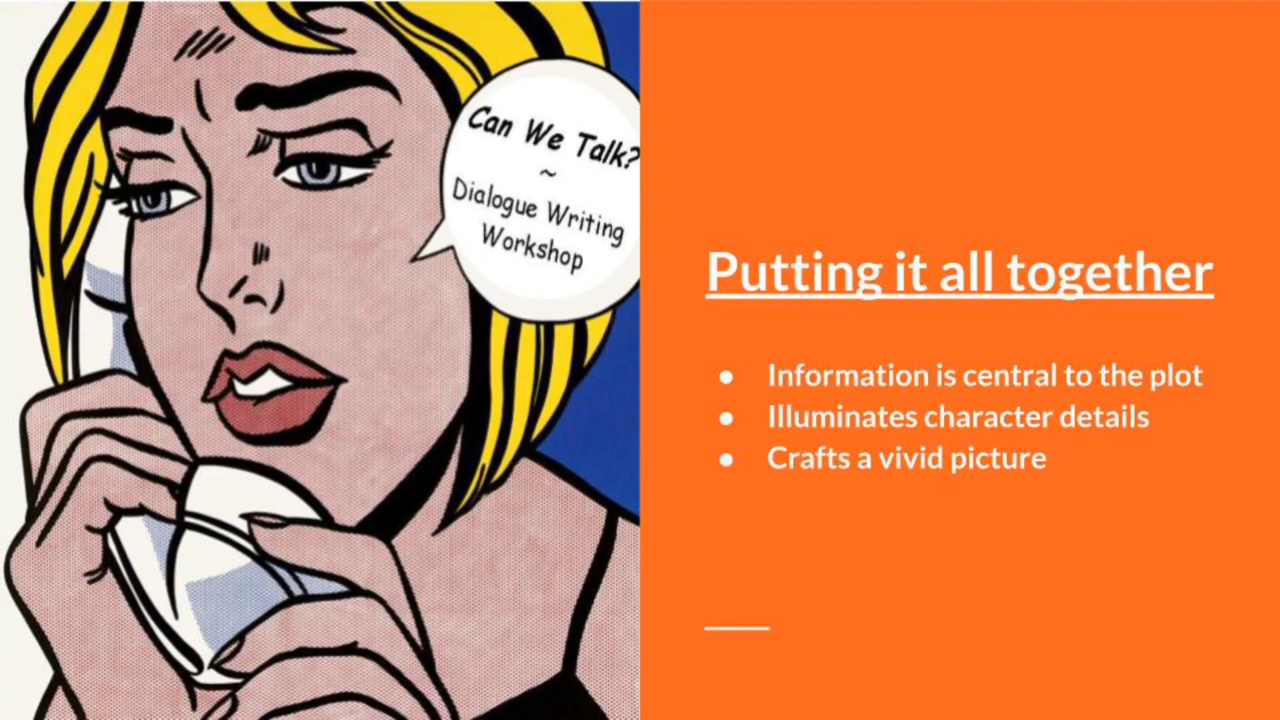 Can We Talk?
~
Dialogue Writing
Workshop
Putting it all together
● Information is central to the plot
● Illuminates character details
● Crafts a vivid picture